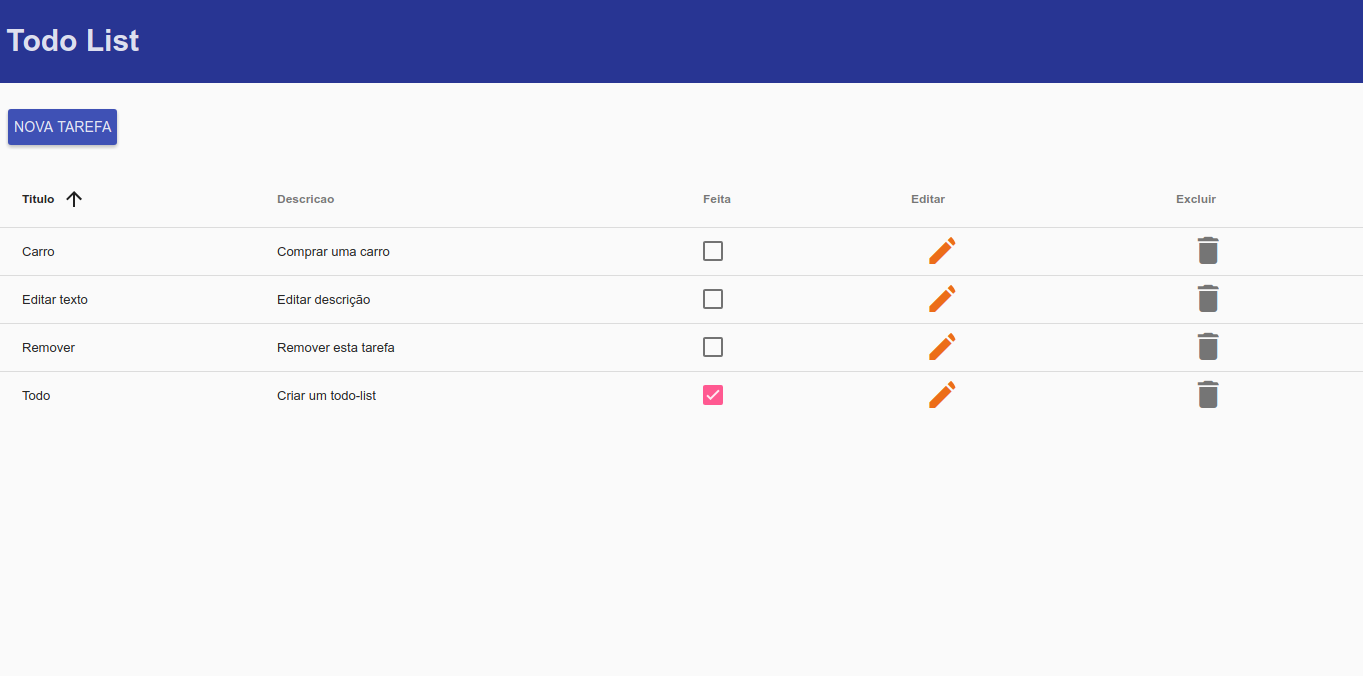 Todo List
NOVA TAREFA
Titulo Descricao Feita Editar Excluir
Carro Comprar uma carro
Editar texto Editar descrição
Remover Remover esta tarefa
Todo Criar um todo-list